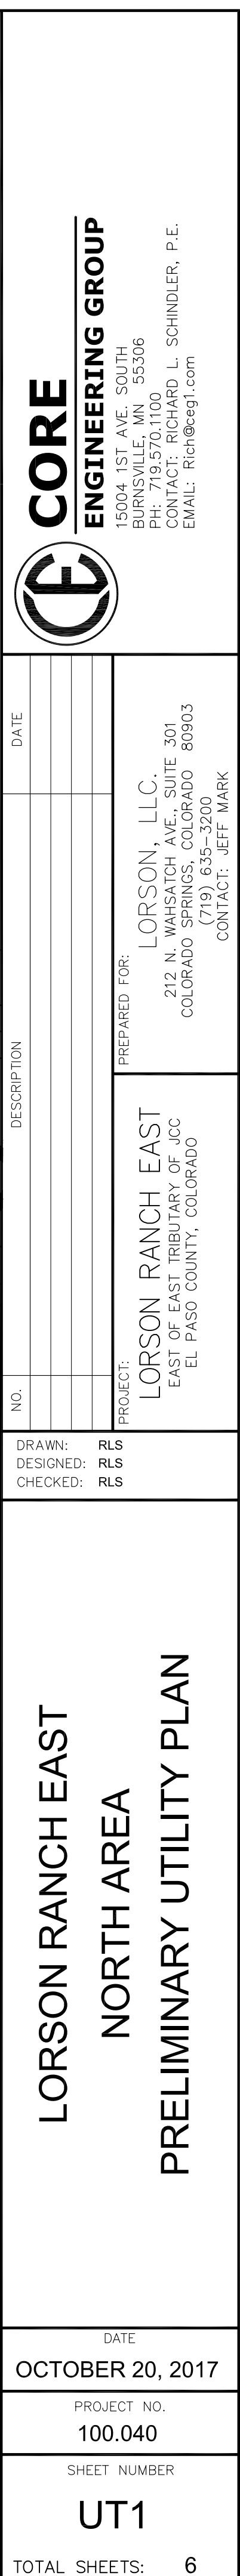 CORE
ENGINEERING GROUP
15004 1ST AVE. SOUTH
BURNSVILLE, MN 55306
PH: 719.570.1100
CONTACT: RICHARD L. SCHINDLER, P.E.
EMAIL: Rich@ceg1.com
NO. DESCRIPTION DATE
PREPARED FOR:
LORSON, LLC.
212 N. WAHSATCH AVE., SUITE 301
COLORADO SPRINGS, COLORADO 80903
(719) 635-3200
CONTACT: JEFF MARK
PROJECT:
LORSON RANCH EAST
EAST OF EAST TRIBUTARY OF JCC
EL PASO COUNTY, COLORADO
DRAWN: RLS
DESIGNED: RLS
CHECKED: RLS
LORSON RANCH EAST
NORTH AREA
PRELIMINARY UTILITY PLAN
DATE
OCTOBER 20, 2017
PROJECT NO.
100.040
SHEET NUMBER
UT1
TOTAL SHEETS: 6